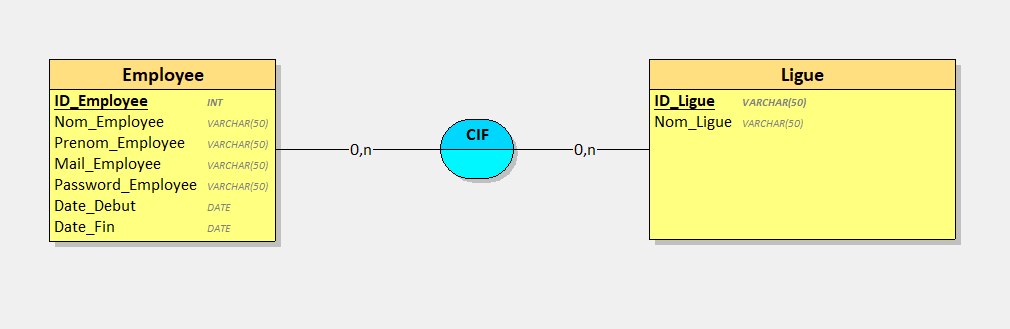 Employee
ID_Employee INT
Nom_Employee VARCHAR(50)
Prenom_Employee VARCHAR(50)
Mail_Employee VARCHAR(50)
Password_Employee VARCHAR(50)
Date_Debut DATE
Date_Fin DATE
0,n
CIF
0,n
Ligue
ID_Ligue VARCHAR(50)
Nom_Ligue VARCHAR(50)